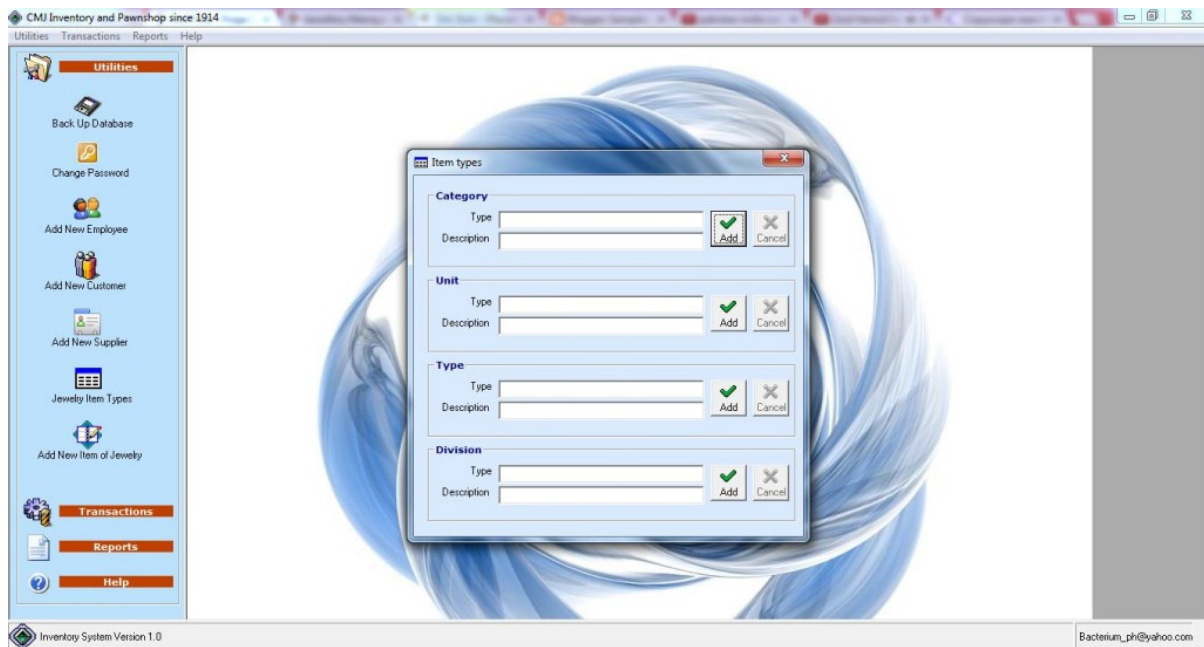 CMJ Inventory and Pawnshop since 1914
Utilities Transactions Reports Help
Utilities
Back Up Database
Change Password
Add New Employee
Add New Customer
Add New Supplier
Jewelry Item Types
Add New Item of Jewelry
Transactions
Reports
Help
Item types
Category
Type
Description
Add Cancel
Unit
Type
Description
Add Cancel
Type
Type
Description
Add Cancel
Division
Type
Description
Add Cancel
Inventory System Version 1.0
Bacterium_ph@yahoo.com